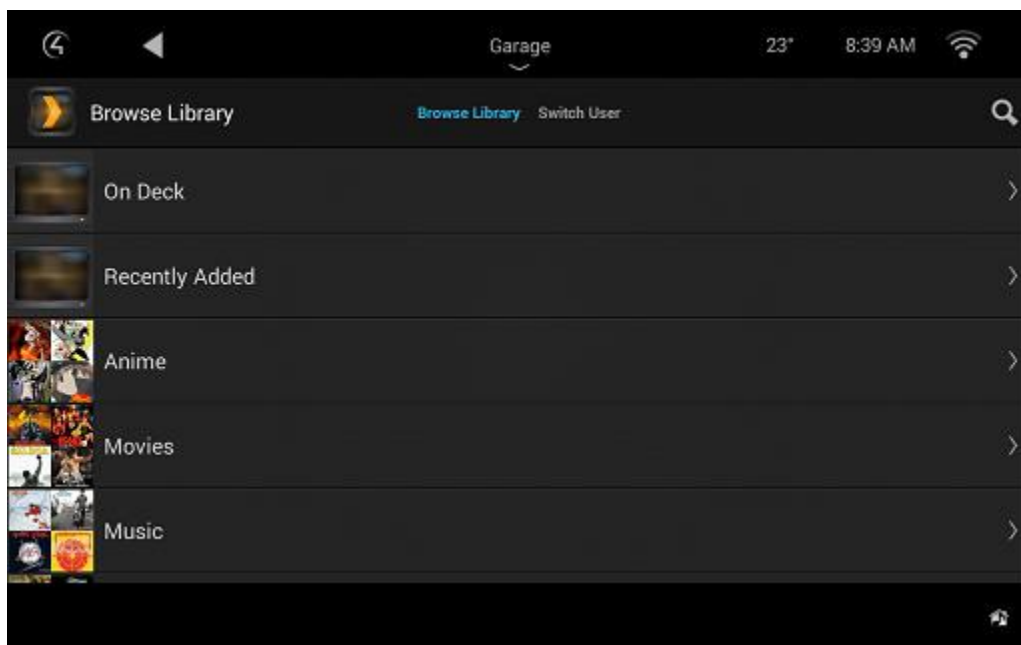 Garage 23° 8:39 AM
Browse Library Browse Library Switch User
On Deck
Recently Added
Anime
Movies
Music